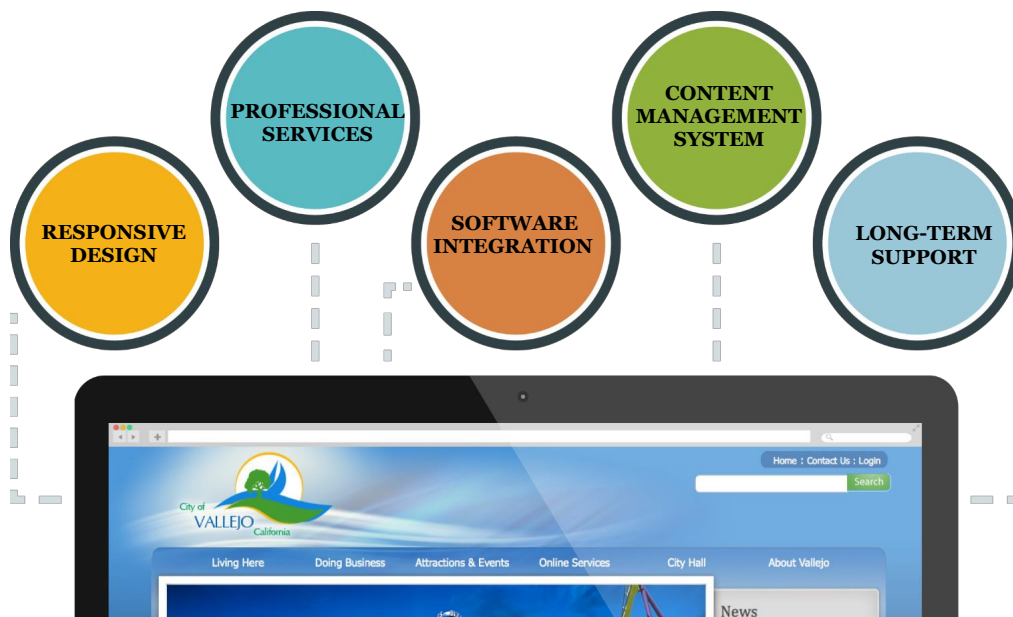 PROFESSIONAL
SERVICES
CONTENT
MANAGEMENT
SYSTEM
RESPONSIVE
DESIGN
SOFTWARE
INTEGRATION
LONG-TERM
SUPPORT
Home : Contact Us : Login
Search
City of
VALLEJO
California
Living Here Doing Business Attractions & Events Online Services City Hall About Vallejo
News